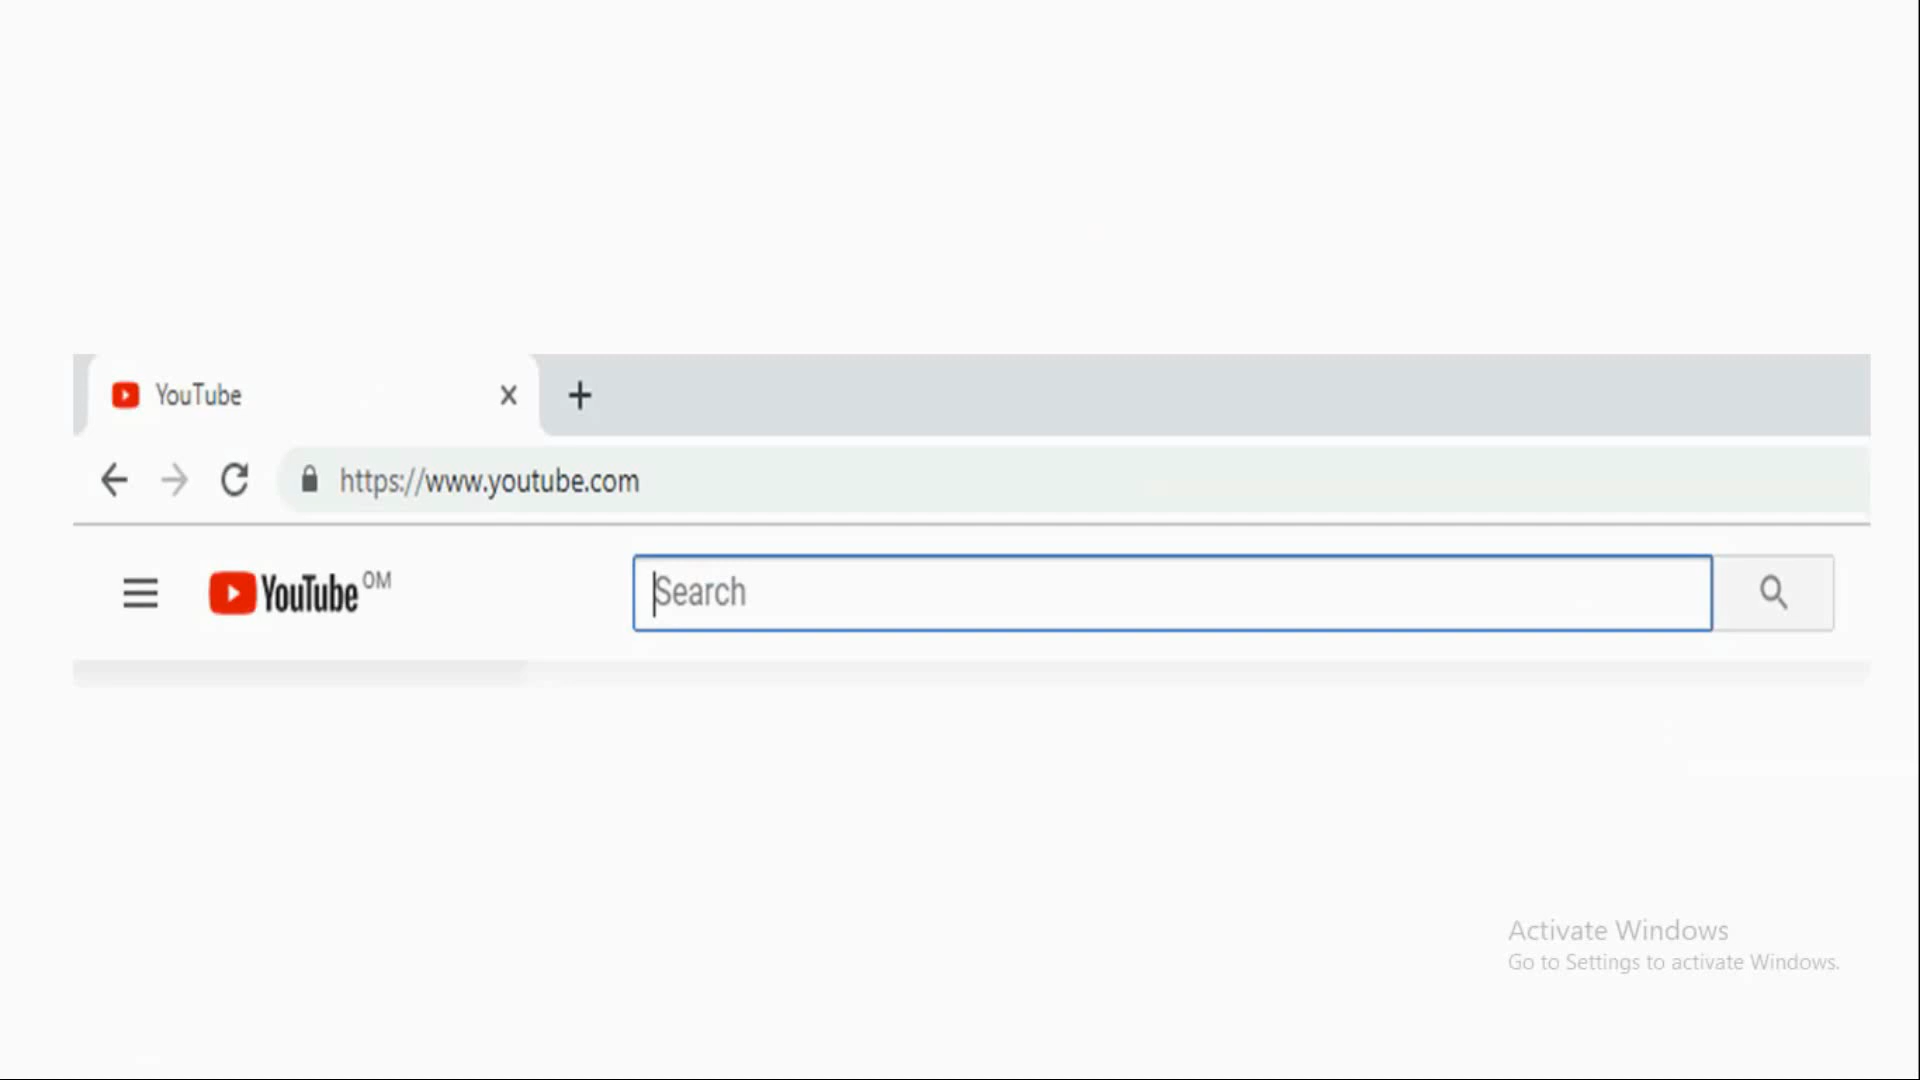 YouTube
https://www.youtube.com
YouTube OM
Search
Activate Windows
Go to Settings to activate Windows.